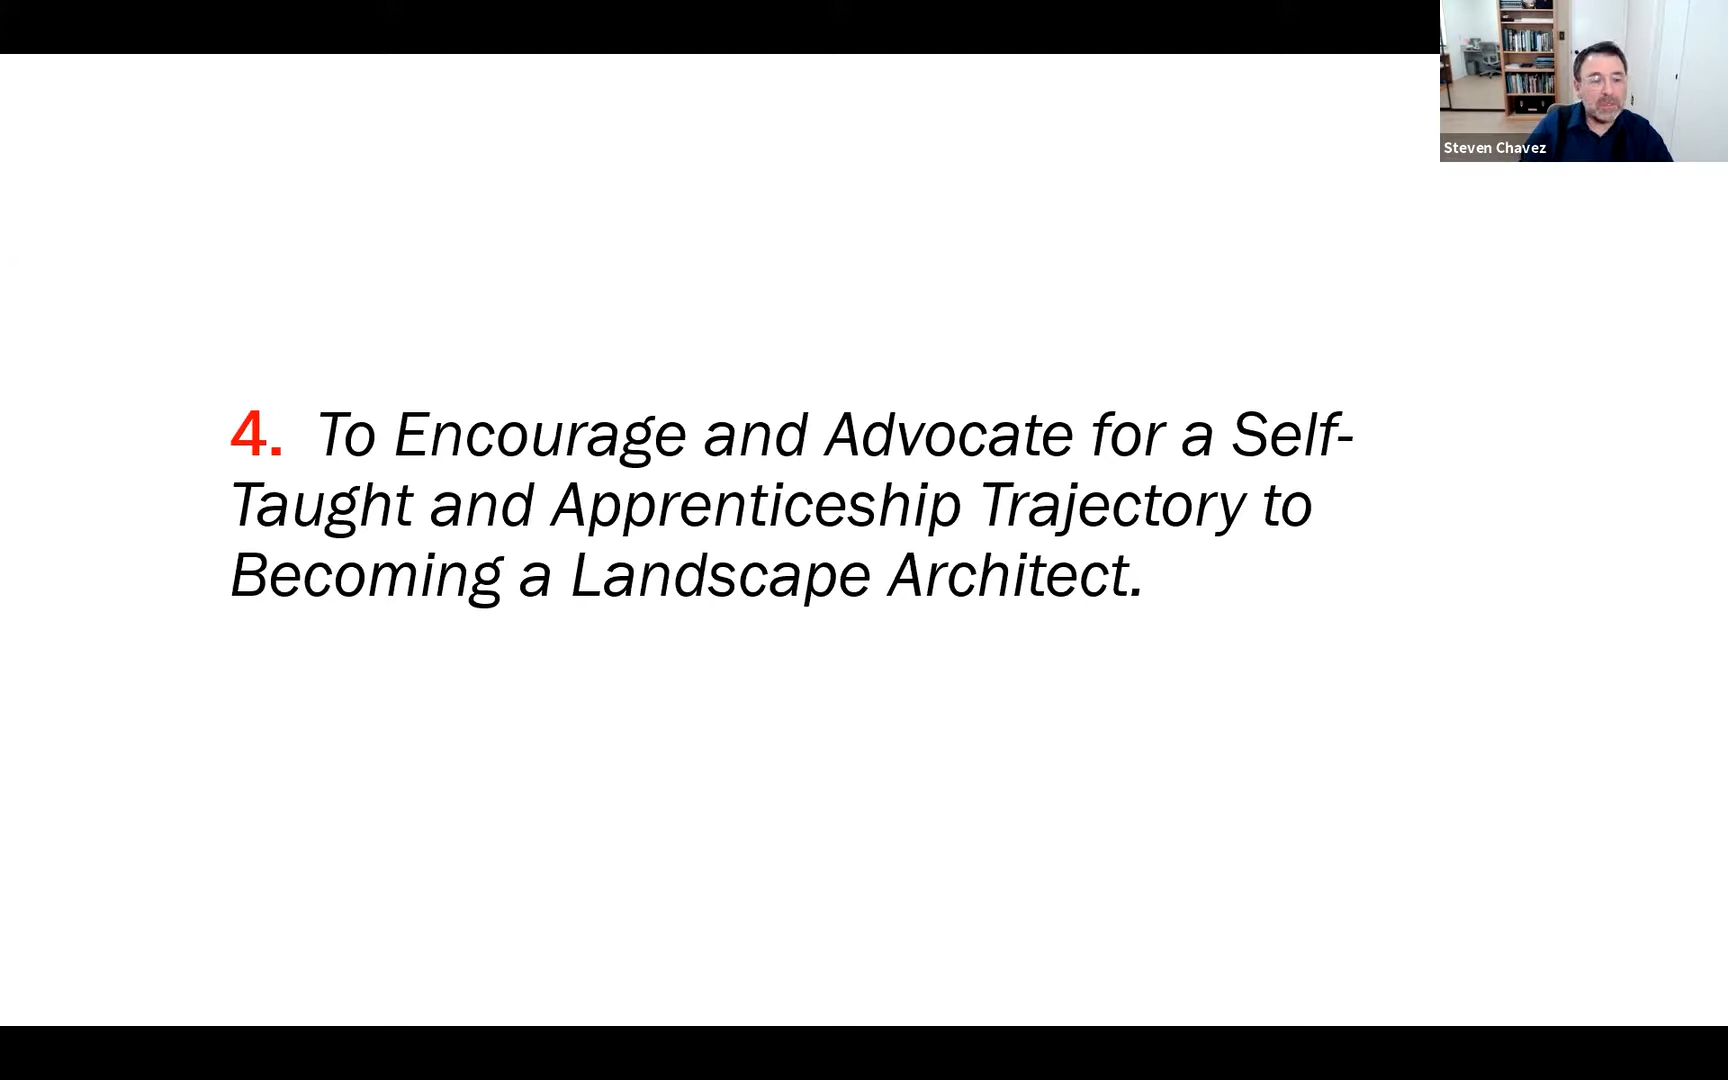 Steven Chavez
4. To Encourage and Advocate for a Self-
Taught and Apprenticeship Trajectory to
Becoming a Landscape Architect.